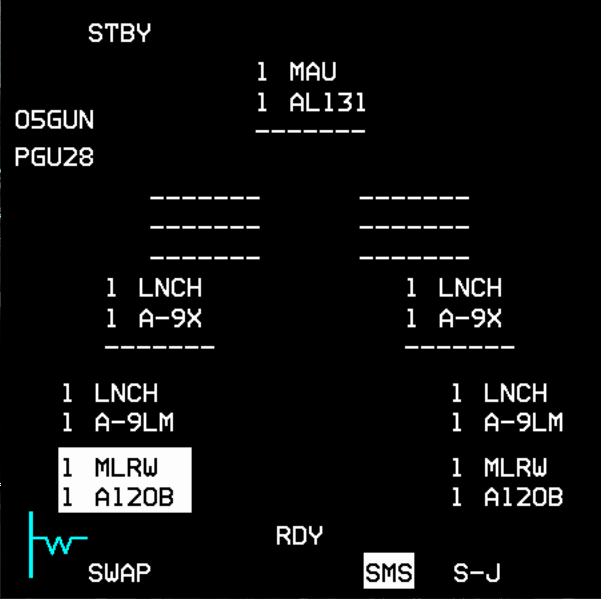 STBY
1 MAU
1 AL131
-------
05GUN
PGU28
------- -------
------- -------
------- -------
1 LNCH 1 LNCH
1 A-9X 1 A-9X
------- -------
1 LNCH 1 LNCH
1 A-9LM 1 A-9LM
1 MLRW 1 MLRW
1 A120B 1 A120B
RDY
SWAP SMS S-J